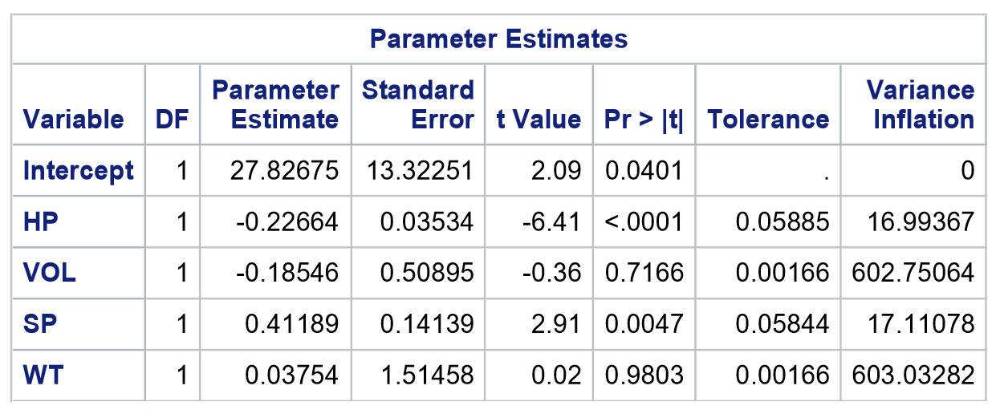 Parameter Estimates
Variable DF Parameter Estimate Standard Error t Value Pr > |t| Tolerance Variance Inflation
Intercept 1 27.82675 13.32251 2.09 0.0401 . 0
HP 1 -0.22664 0.03534 -6.41 <.0001 0.05885 16.99367
VOL 1 -0.18546 0.50895 -0.36 0.7166 0.00166 602.75064
SP 1 0.41189 0.14139 2.91 0.0047 0.05844 17.11078
WT 1 0.03754 1.51458 0.02 0.9803 0.00166 603.03282